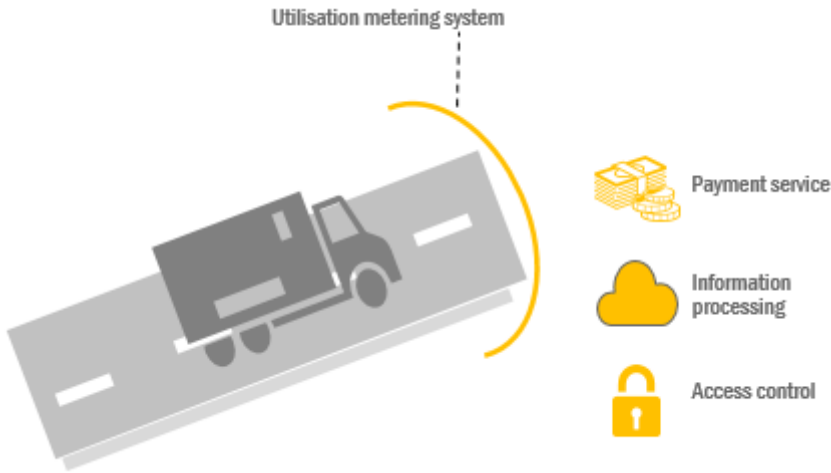 Utilisation metering system
Payment service
Information
processing
Access control